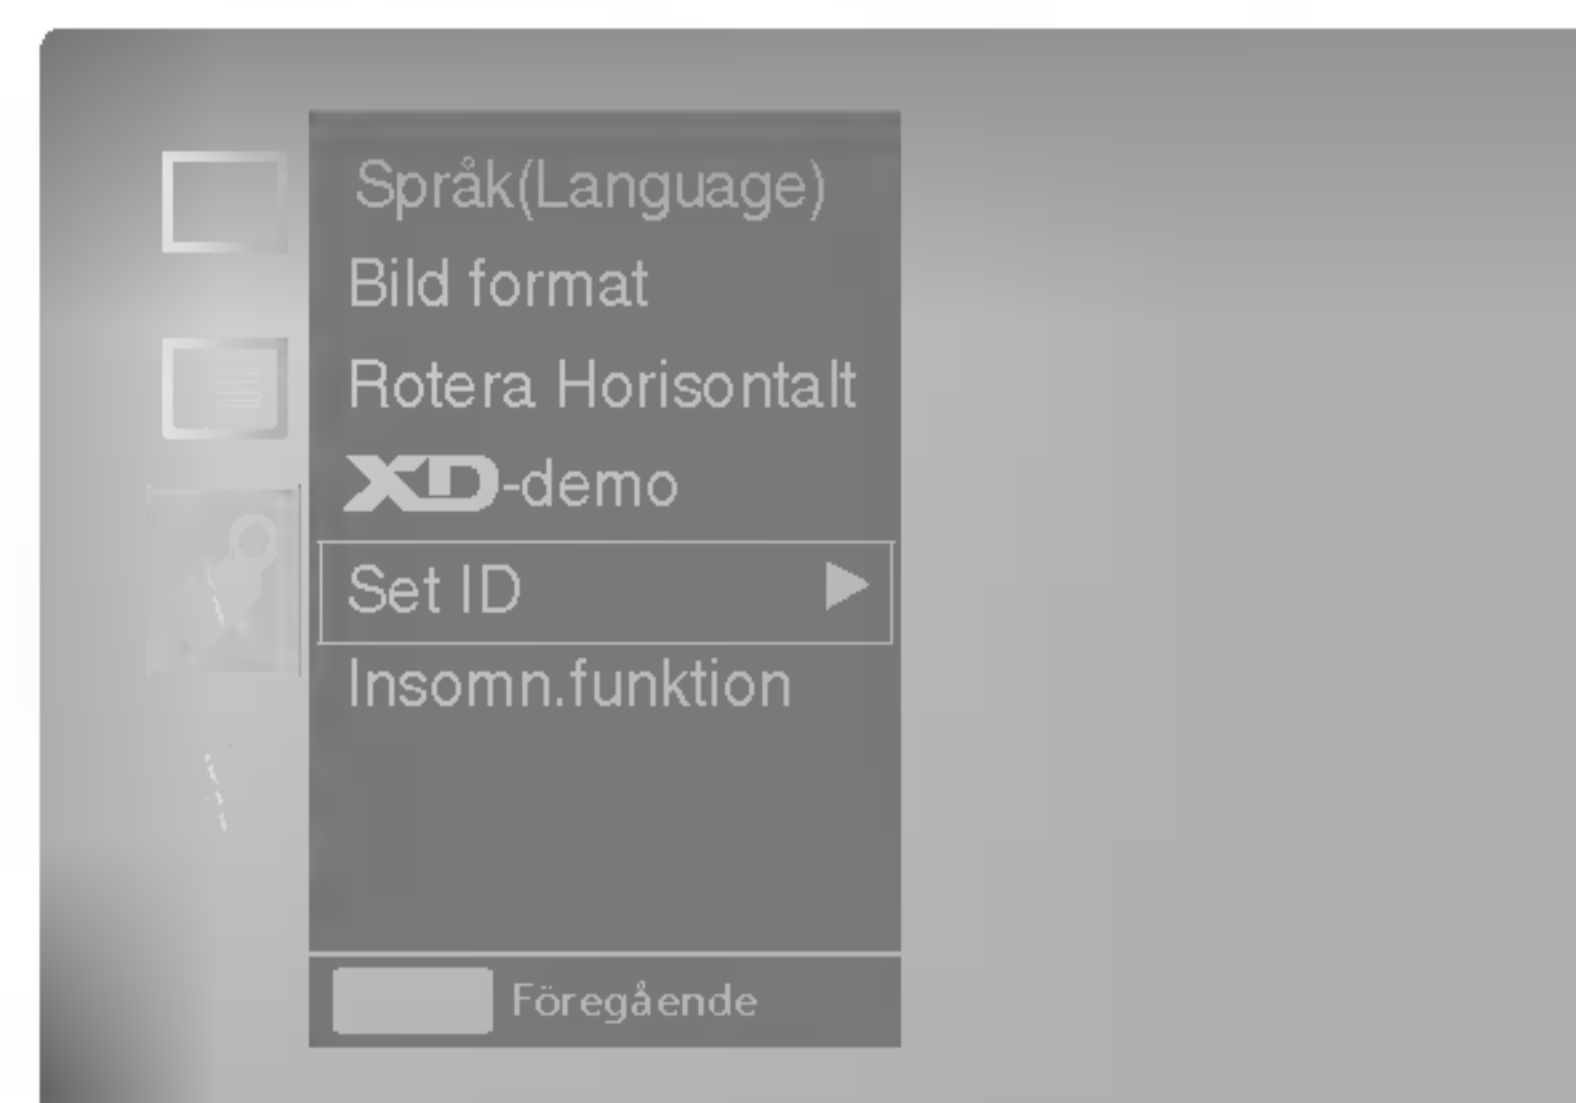 Språk(Language)
Bild format
Rotera Horisontalt
XD-demo
Set ID
Insomn.funktion
Föregående